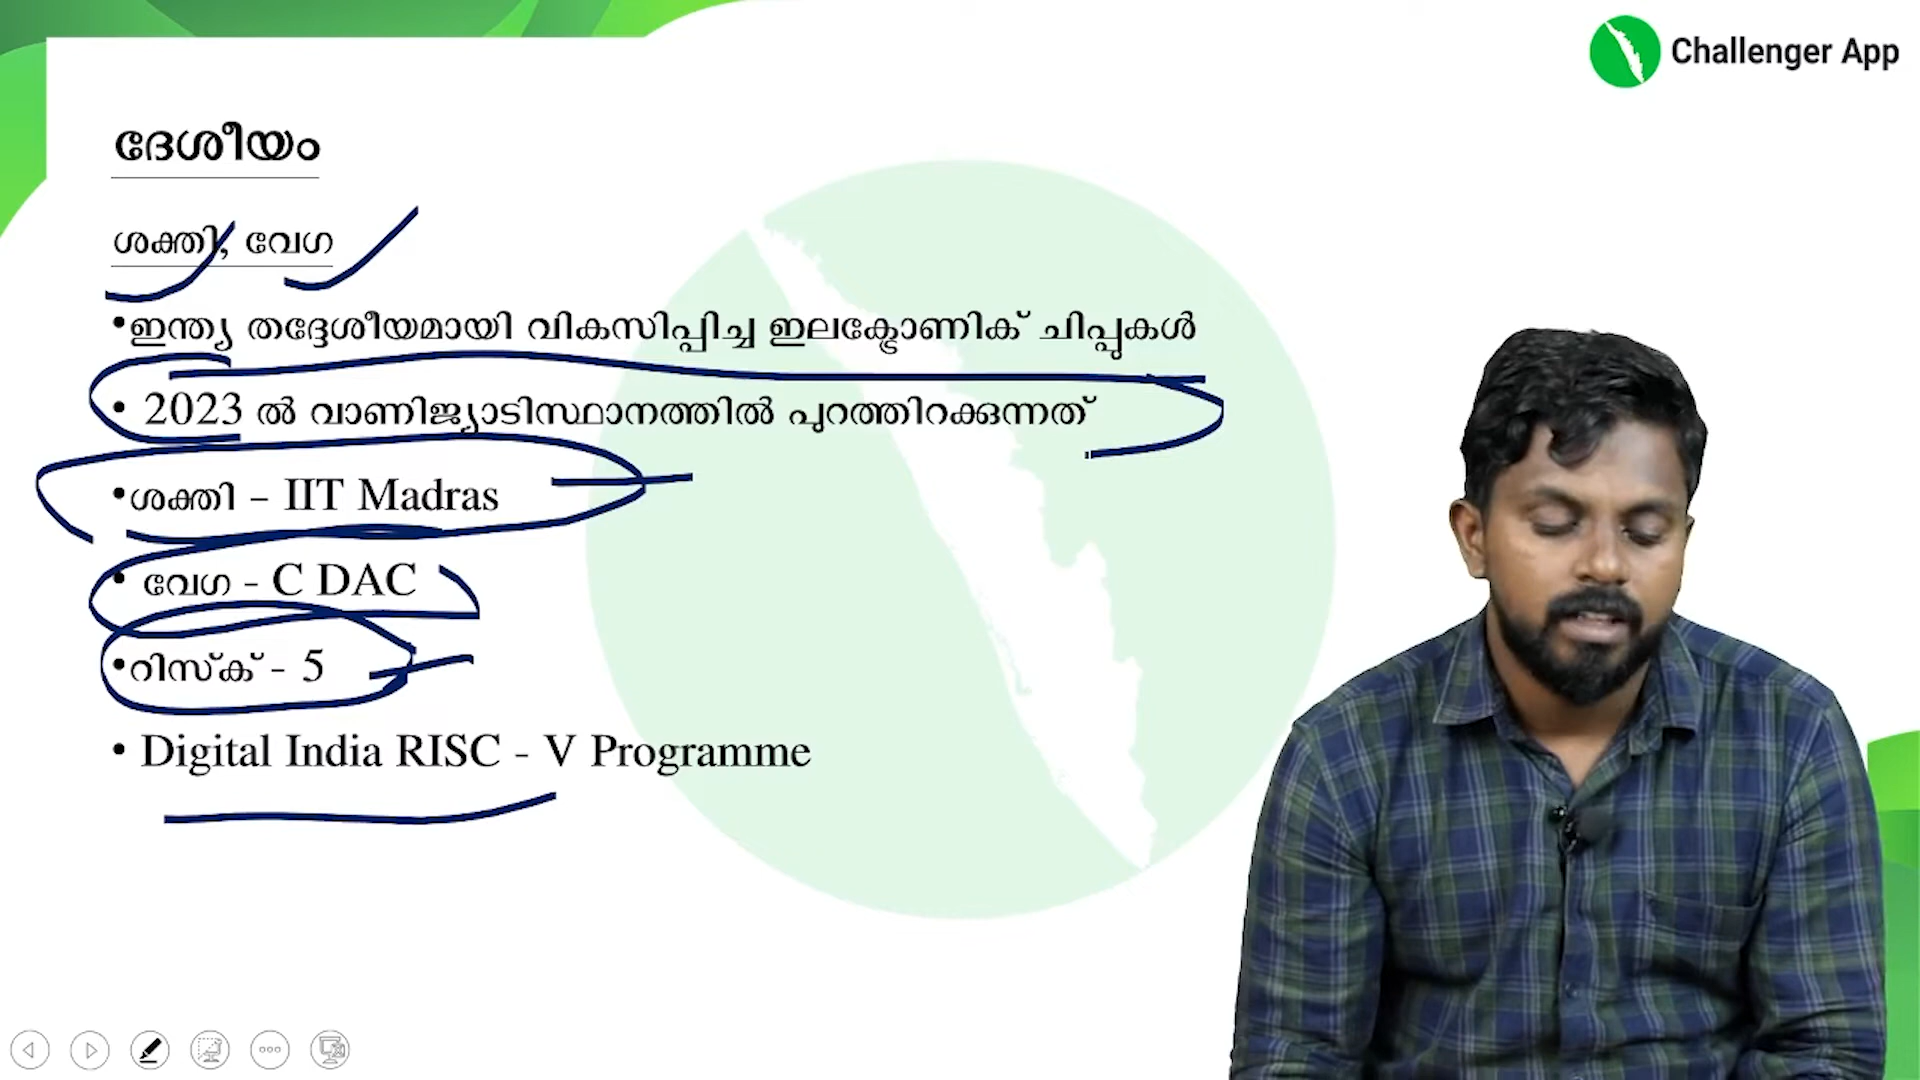 Challenger App
ദേശീയം
ശക്തി, വേഗ
•ഇന്ത്യ തദ്ദേശീയമായി വികസിപ്പിച്ച ഇലക്ട്രോണിക് ചിപ്പുകൾ
• 2023 ൽ വാണിജ്യാടിസ്ഥാനത്തിൽ പുറത്തിറക്കുന്നത്
•ശക്തി – IIT Madras
• വേഗ - C DAC
•റിസ്ക് - 5
• Digital India RISC - V Programme